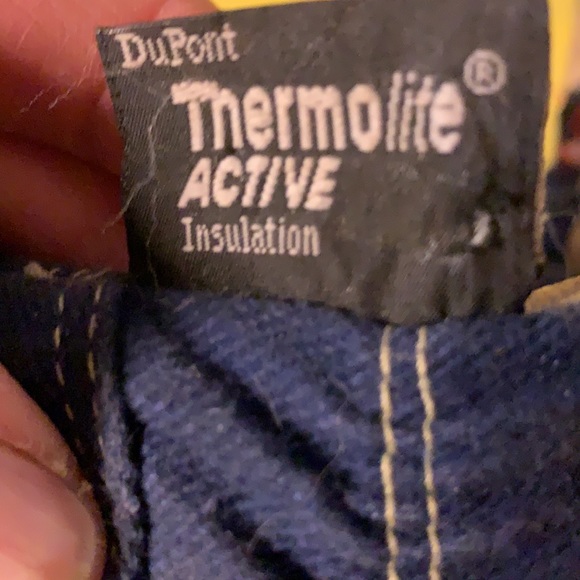 DuPont
Thermolite®
ACTIVE
Insulation